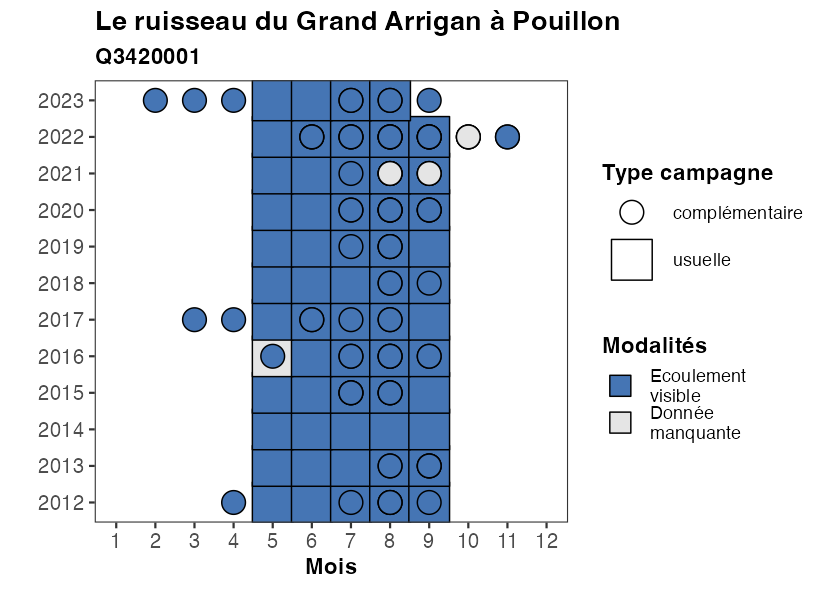 Le ruisseau du Grand Arrigan à Pouillon
Q3420001
2023
2022
2021
2020
2019
2018
2017
2016
2015
2014
2013
2012
1 2 3 4 5 6 7 8 9 10 11 12
Mois
Type campagne
complémentaire
usuelle
Modalités
Ecoulement
visible
Donnée
manquante